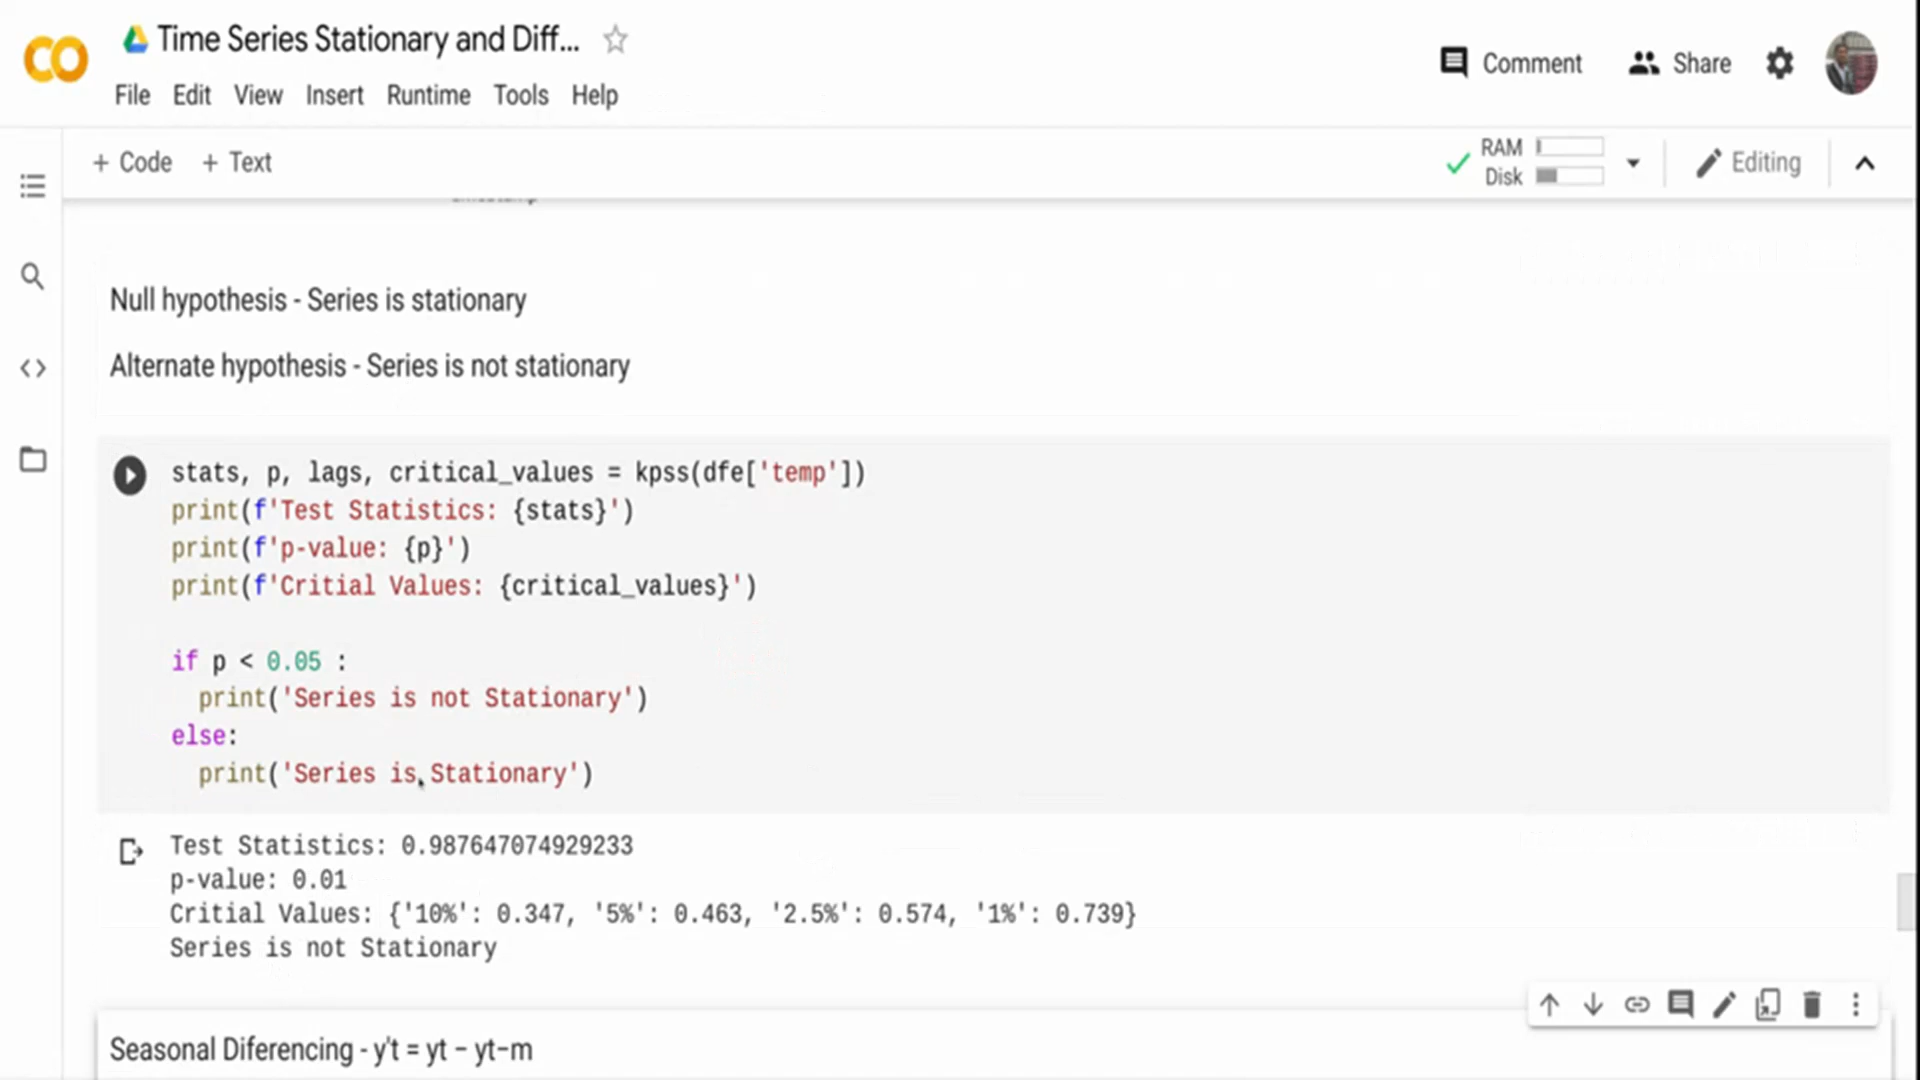 Time Series Stationary and Diff...
Comment
Share
File Edit View Insert Runtime Tools Help
+ Code + Text
RAM
Disk
Editing
Null hypothesis - Series is stationary
Alternate hypothesis - Series is not stationary
stats, p, lags, critical_values = kpss(dfe['temp'])
print(f'Test Statistics: {stats}')
print(f'p-value: {p}')
print(f'Critial Values: {critical_values}')
if p < 0.05 :
print('Series is not Stationary')
else:
print('Series is Stationary')
Test Statistics: 0.987647074929233
p-value: 0.01
Critial Values: {'10%': 0.347, '5%': 0.463, '2.5%': 0.574, '1%': 0.739}
Series is not Stationary
Seasonal Diferencing - y't = yt − yt−m